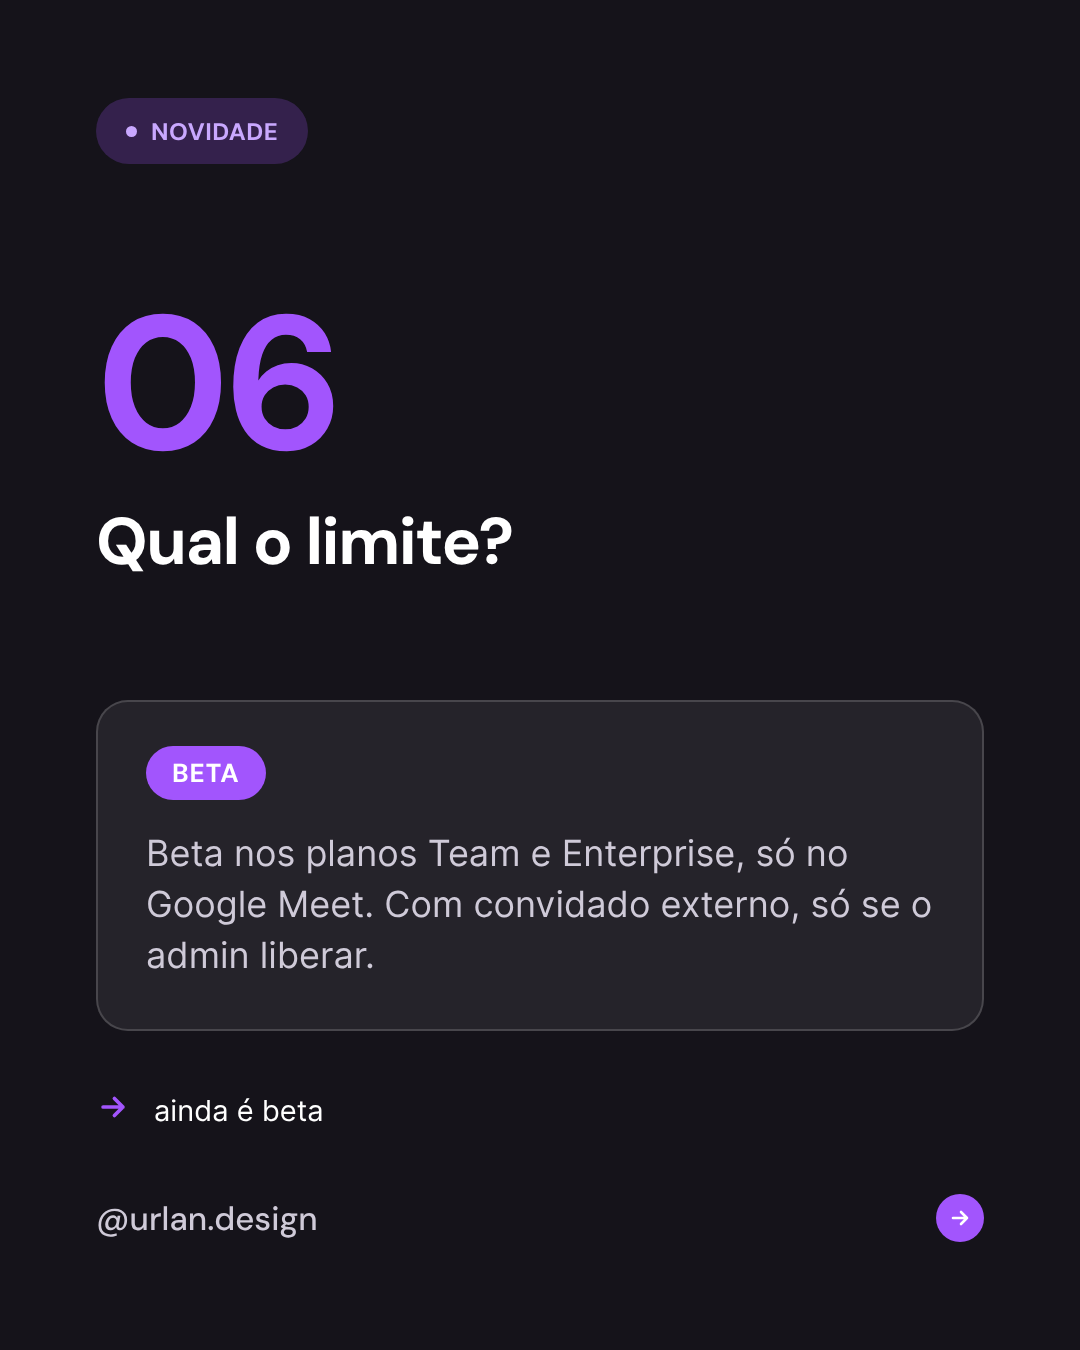 NOVIDADE
06
Qual o limite?
BETA
Beta nos planos Team e Enterprise, só no
Google Meet. Com convidado externo, só se o
admin liberar.
→ ainda é beta
@urlan.design